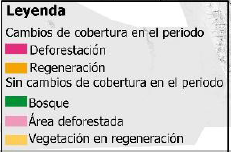 Leyenda
Cambios de cobertura en el periodo
Deforestación
Regeneración
Sin cambios de cobertura en el periodo
Bosque
Área deforestada
Vegetación en regeneración